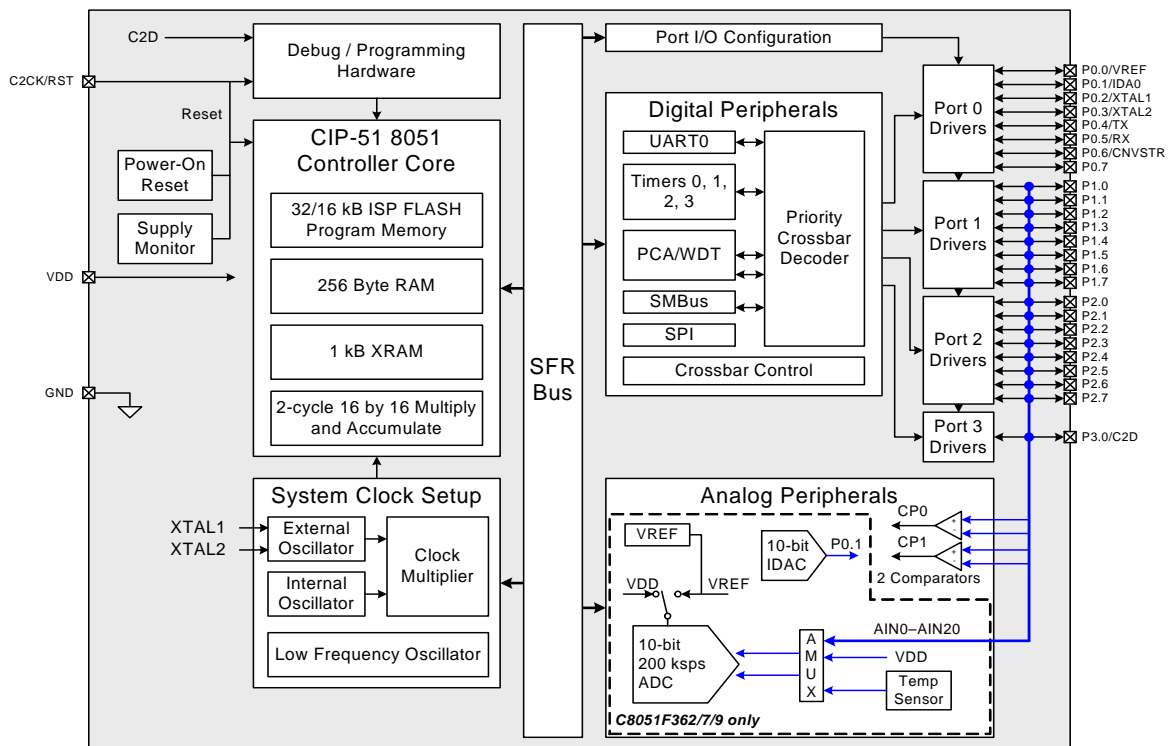 C2D
C2CK/RST
Debug / Programming
Hardware
Reset
Power-On
Reset
Supply
Monitor
VDD
GND
CIP-51 8051
Controller Core
32/16 kB ISP FLASH
Program Memory
256 Byte RAM
1 kB XRAM
2-cycle 16 by 16 Multiply
and Accumulate
System Clock Setup
XTAL1
XTAL2
External
Oscillator
Internal
Oscillator
Clock
Multiplier
Low Frequency Oscillator
SFR
Bus
Port I/O Configuration
Digital Peripherals
UART0
Timers 0, 1,
2, 3
PCA/WDT
SMBus
SPI
Priority
Crossbar
Decoder
Crossbar Control
Port 0
Drivers
Port 1
Drivers
Port 2
Drivers
Port 3
Drivers
P0.0/VREF
P0.1/IDA0
P0.2/XTAL1
P0.3/XTAL2
P0.4/TX
P0.5/RX
P0.6/CNVSTR
P0.7
P1.0
P1.1
P1.2
P1.3
P1.4
P1.5
P1.6
P1.7
P2.0
P2.1
P2.2
P2.3
P2.4
P2.5
P2.6
P2.7
P3.0/C2D
Analog Peripherals
VREF
VDD
VREF
10-bit
IDAC
P0.1
CP0
+
-
CP1
+
-
2 Comparators
10-bit
200 ksps
ADC
A
M
U
X
AIN0–AIN20
VDD
Temp
Sensor
C8051F362/7/9 only